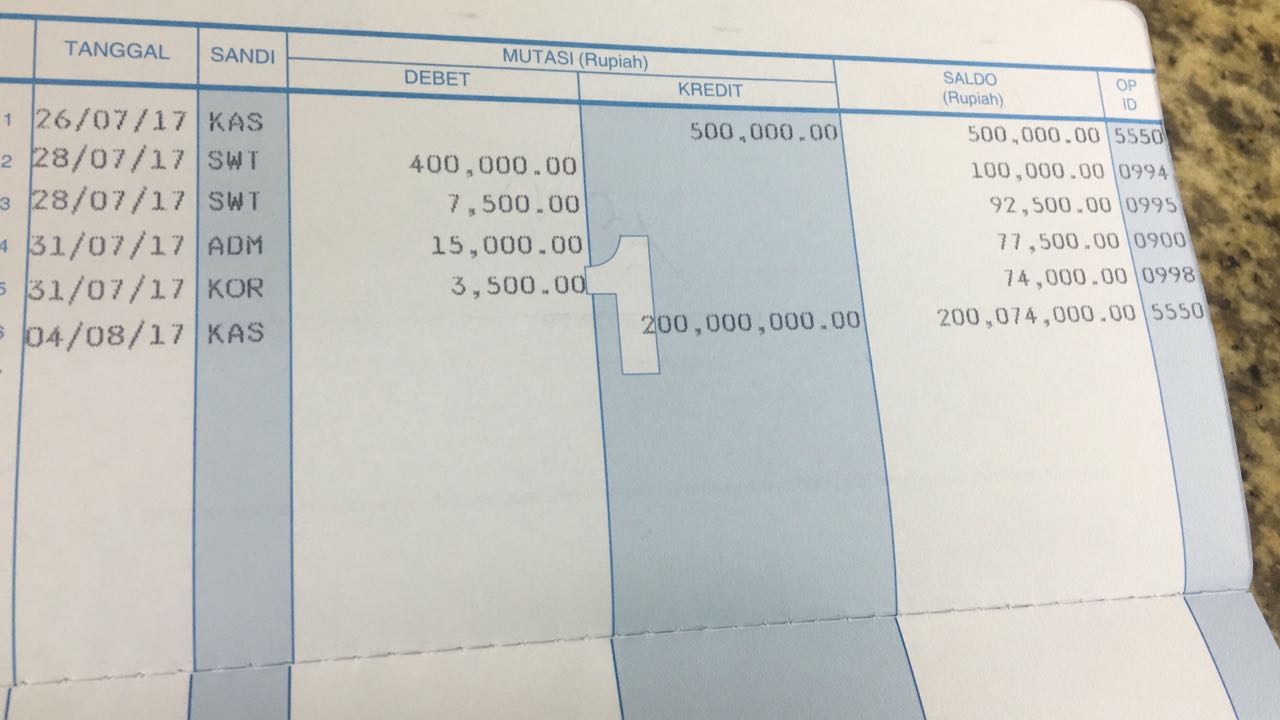 TANGGAL SANDI MUTASI (Rupiah) SALDO (Rupiah) OP ID
DEBET KREDIT
1 26/07/17 KAS 500,000.00 500,000.00 5550
2 28/07/17 SWT 400,000.00 100,000.00 0994
3 28/07/17 SWT 7,500.00 92,500.00 0995
4 31/07/17 ADM 15,000.00 77,500.00 0900
5 31/07/17 KOR 3,500.00 74,000.00 0998
6 04/08/17 KAS 200,000,000.00 200,074,000.00 5550
1